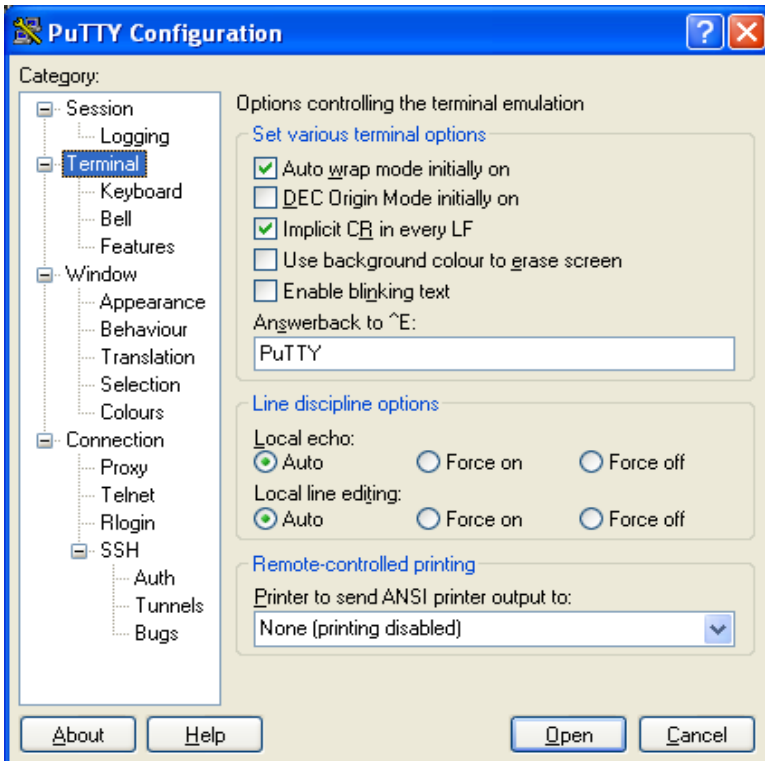 PuTTY Configuration
?
Category:
Session
Logging
Terminal
Keyboard
Bell
Features
Window
Appearance
Behaviour
Translation
Selection
Colours
Connection
Proxy
Telnet
Rlogin
SSH
Auth
Tunnels
Bugs
Options controlling the terminal emulation
Set various terminal options
Auto wrap mode initially on
DEC Origin Mode initially on
Implicit CR in every LF
Use background colour to erase screen
Enable blinking text
Answerback to ^E:
PuTTY
Line discipline options
Local echo:
Auto Force on Force off
Local line editing:
Auto Force on Force off
Remote-controlled printing
Printer to send ANSI printer output to:
None (printing disabled)
About Help Open Cancel